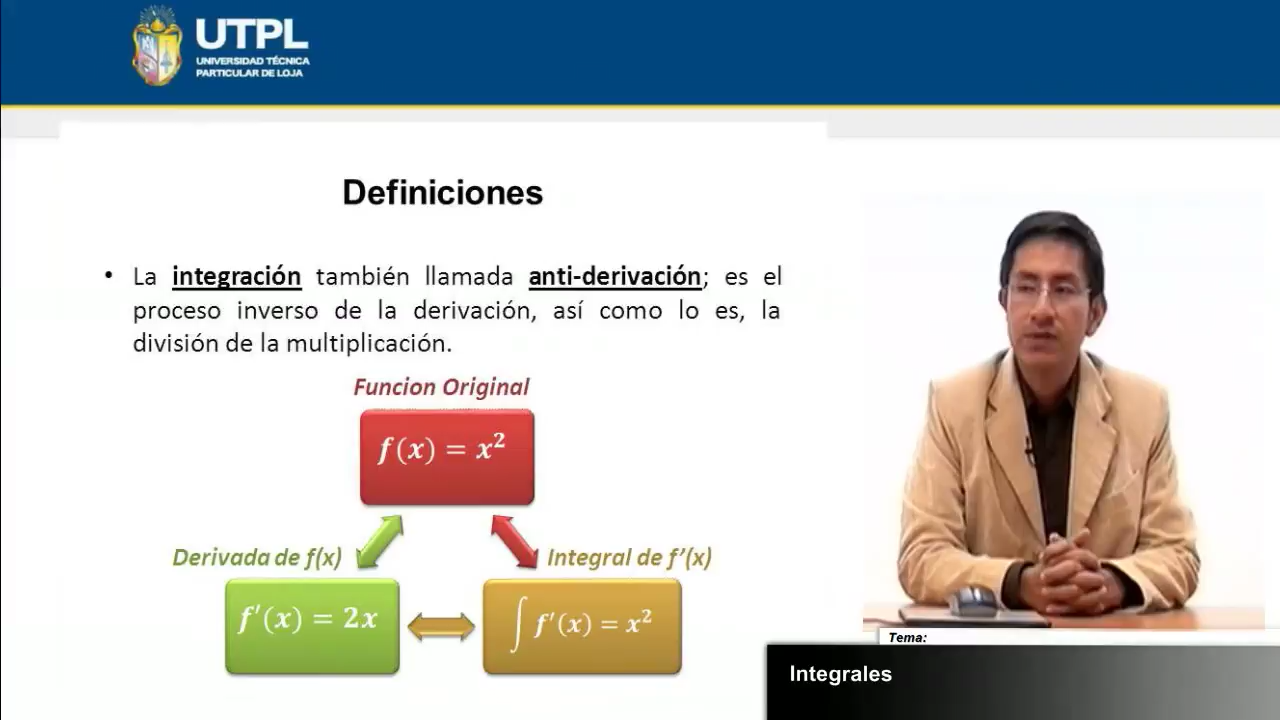 UTPL
UNIVERSIDAD TÉCNICA
PARTICULAR DE LOJA
Definiciones
• La integración también llamada anti-derivación; es el
proceso inverso de la derivación, así como lo es, la
división de la multiplicación.
Funcion Original
f(x) = x²
Derivada de f(x)
Integral de f'(x)
f'(x) = 2x
∫ f'(x) = x²
Tema:
Integrales